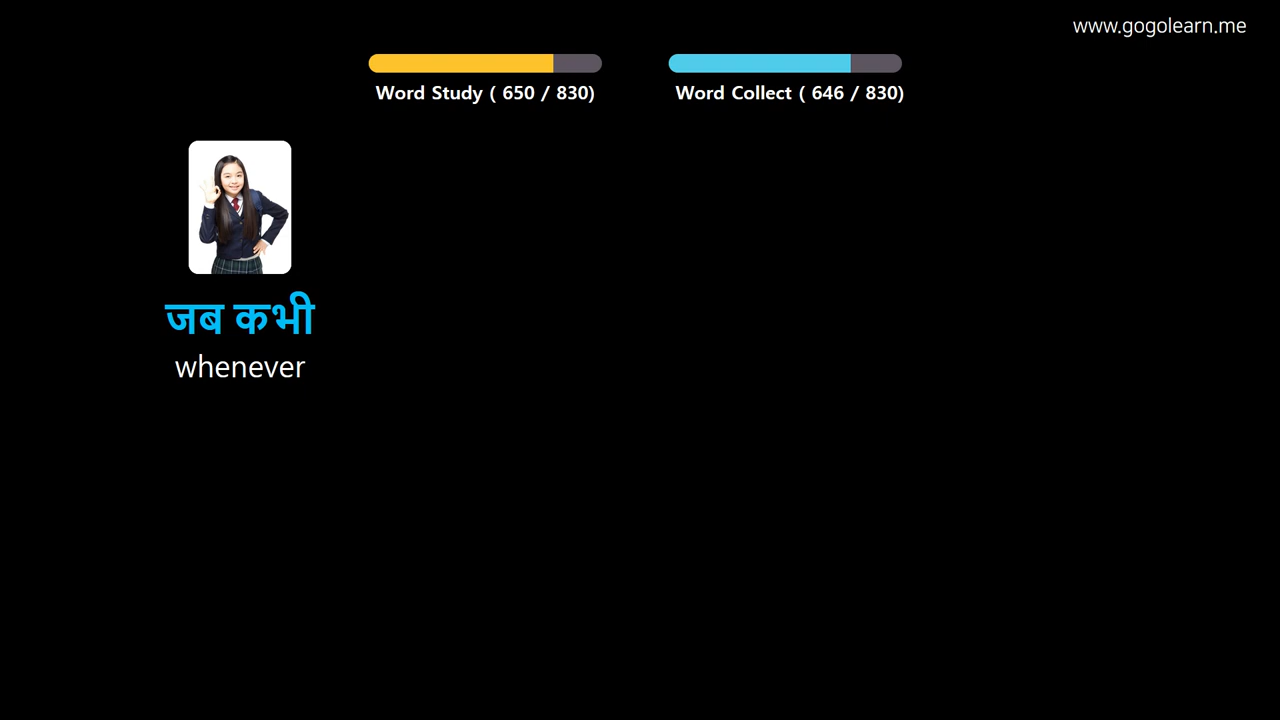 www.gogolearn.me
Word Study ( 650 / 830)
Word Collect ( 646 / 830)
जब कभी
whenever